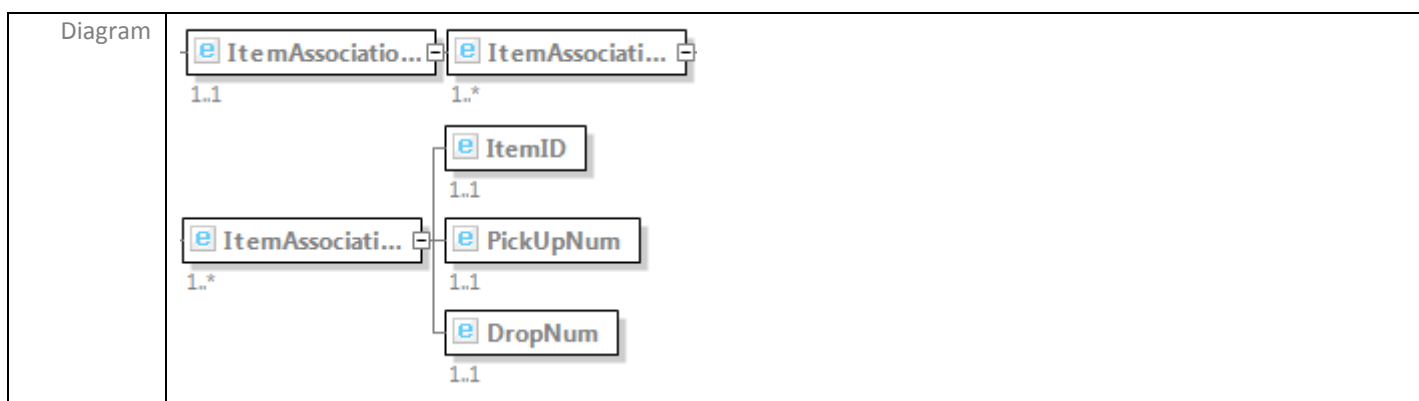 Diagram
e ItemAssociatio... e ItemAssociati...
1..1 1..*
e ItemID
1..1
e ItemAssociati... e PickUpNum
1..* 1..1
e DropNum
1..1